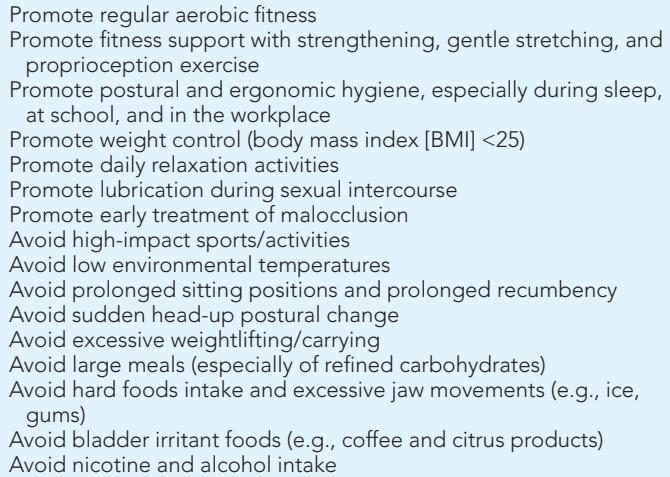 Promote regular aerobic fitness
Promote fitness support with strengthening, gentle stretching, and
proprioception exercise
Promote postural and ergonomic hygiene, especially during sleep,
at school, and in the workplace
Promote weight control (body mass index [BMI] <25)
Promote daily relaxation activities
Promote lubrication during sexual intercourse
Promote early treatment of malocclusion
Avoid high-impact sports/activities
Avoid low environmental temperatures
Avoid prolonged sitting positions and prolonged recumbency
Avoid sudden head-up postural change
Avoid excessive weightlifting/carrying
Avoid large meals (especially of refined carbohydrates)
Avoid hard foods intake and excessive jaw movements (e.g., ice,
gums)
Avoid bladder irritant foods (e.g., coffee and citrus products)
Avoid nicotine and alcohol intake